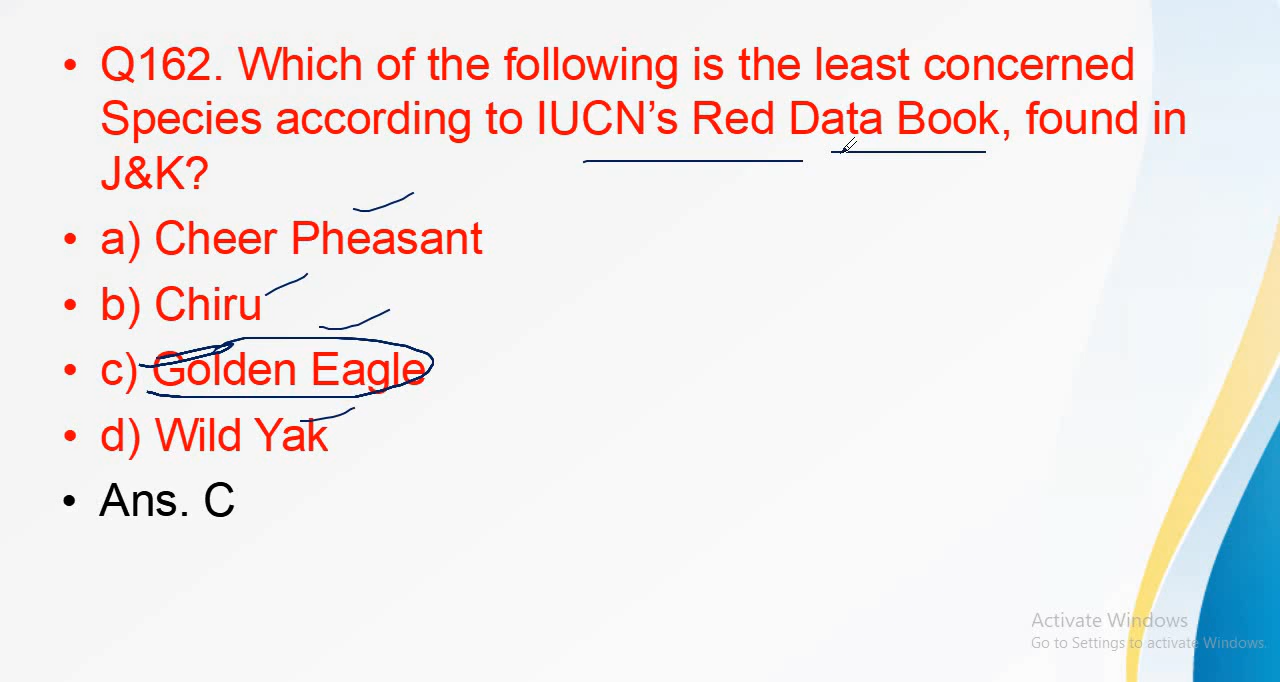 • Q162. Which of the following is the least concerned
Species according to IUCN’s Red Data Book, found in
J&K?
• a) Cheer Pheasant
• b) Chiru
• c) Golden Eagle
• d) Wild Yak
• Ans. C
Activate Windows
Go to Settings to activate Windows.